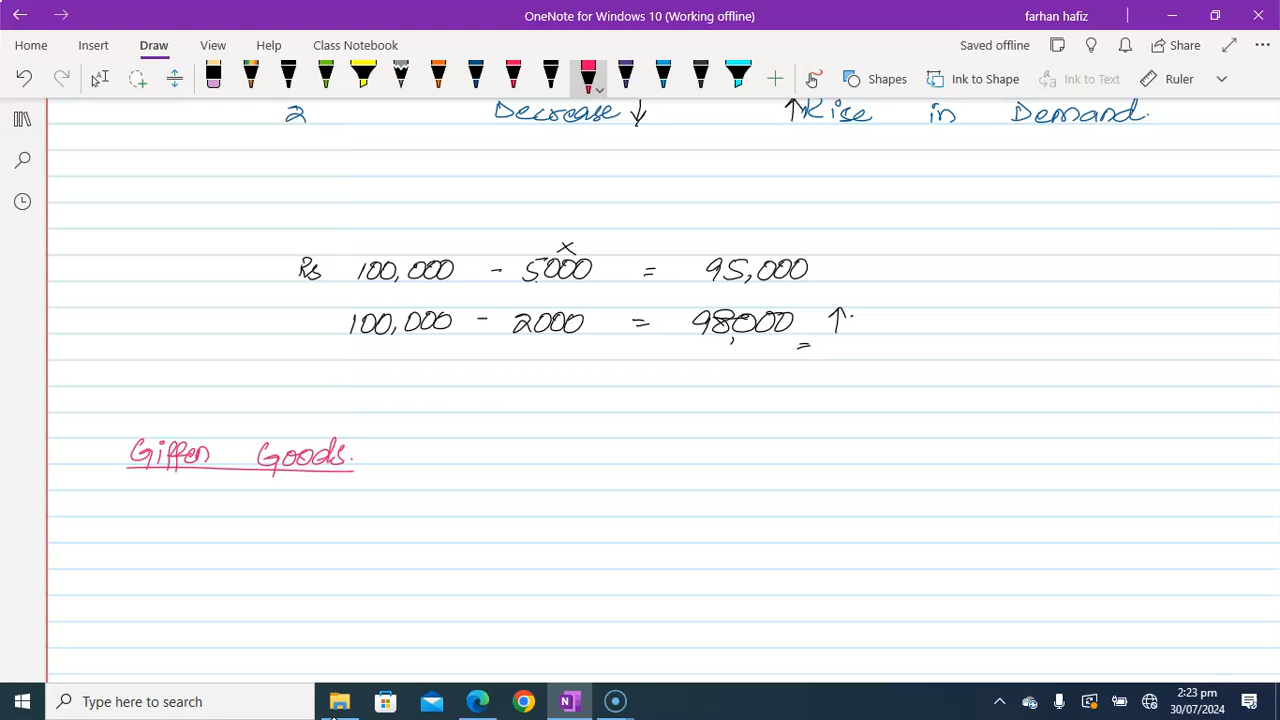 OneNote for Windows 10 (Working offline)
farhan hafiz
Home Insert Draw View Help Class Notebook
Saved offline
Share
Shapes
Ink to Shape
Ink to Text
Ruler
2 Decrease ↓ ↑Rise in Demand.
x
Rs 100,000 - 5000 = 95,000
100,000 - 2000 = 98,000 ↑
=
Giffen Goods.
Type here to search
2:23 pm
30/07/2024